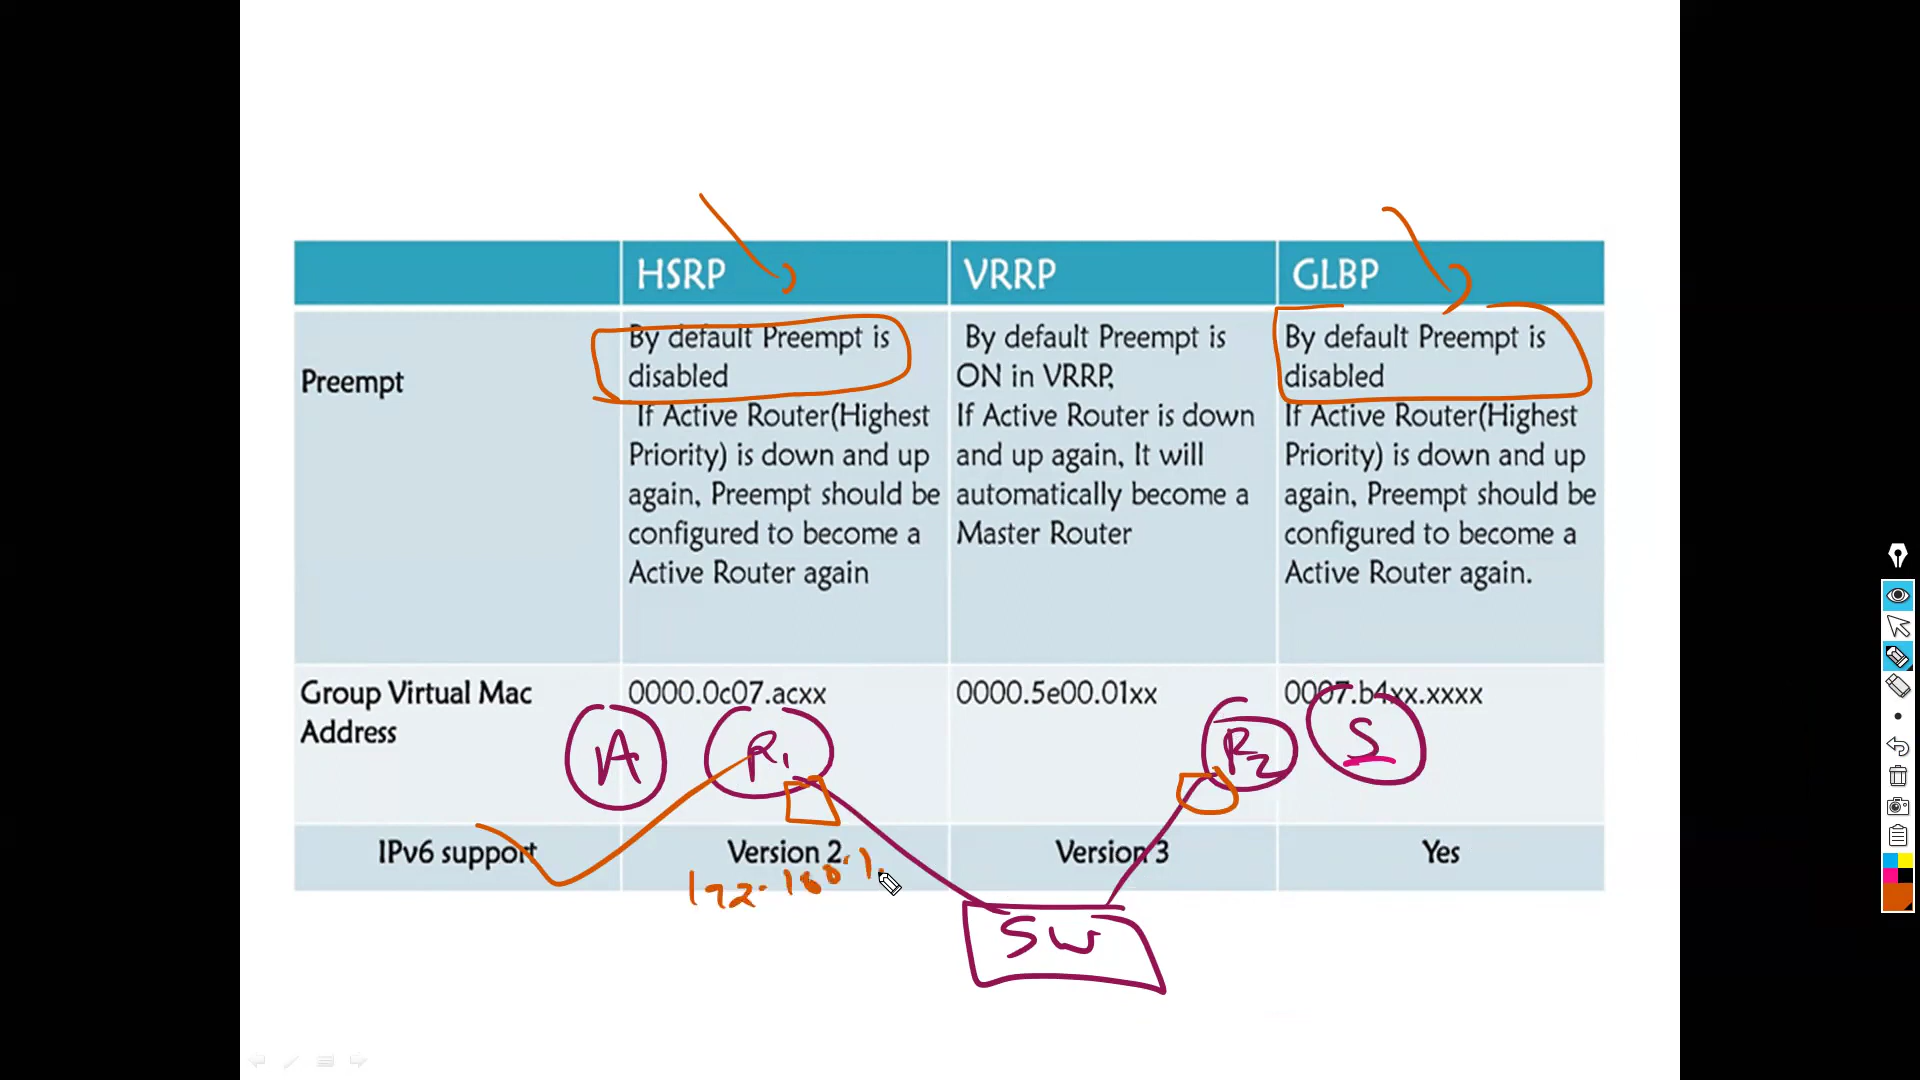 HSRP VRRP GLBP
Preempt
By default Preempt is
disabled
If Active Router(Highest
Priority) is down and up
again, Preempt should be
configured to become a
Active Router again
By default Preempt is
ON in VRRP,
If Active Router is down
and up again, It will
automatically become a
Master Router
By default Preempt is
disabled
If Active Router(Highest
Priority) is down and up
again, Preempt should be
configured to become a
Active Router again.
Group Virtual Mac
Address
0000.0c07.acxx
0000.5e00.01xx
0007.b4xx.xxxx
A R1 R2 S
IPv6 support Version 2 Version 3 Yes
SW